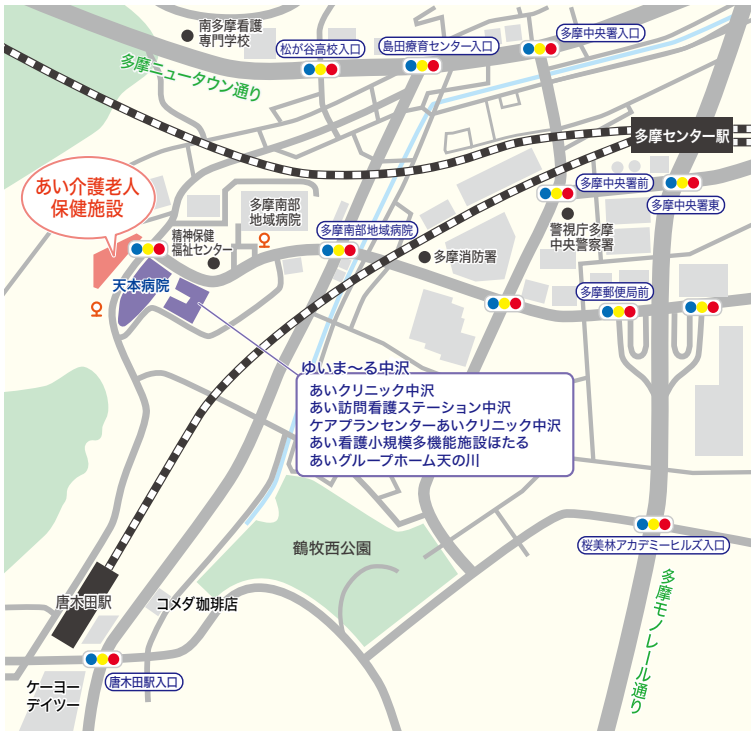 南多摩看護
専門学校
松が谷高校入口
島田療育センター入口
多摩中央署入口
多摩ニュータウン通り
多摩センター駅
あい介護老人
保健施設
多摩南部
地域病院
精神保健
福祉センター
多摩南部地域病院
多摩中央署前
多摩中央署東
警視庁多摩
中央警察署
多摩消防署
天本病院
多摩郵便局前
ゆいま～る中沢
あいクリニック中沢
あい訪問看護ステーション中沢
ケアプランセンターあいクリニック中沢
あい看護小規模多機能施設ほたる
あいグループホーム天の川
鶴牧西公園
桜美林アカデミーヒルズ入口
唐木田駅
コメダ珈琲店
多摩モノレール通り
唐木田駅入口
ケーヨー
デイツー